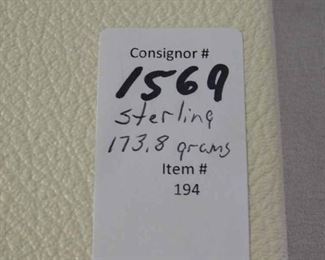 Consignor #
1569
Sterling
173.8 grams
Item #
194